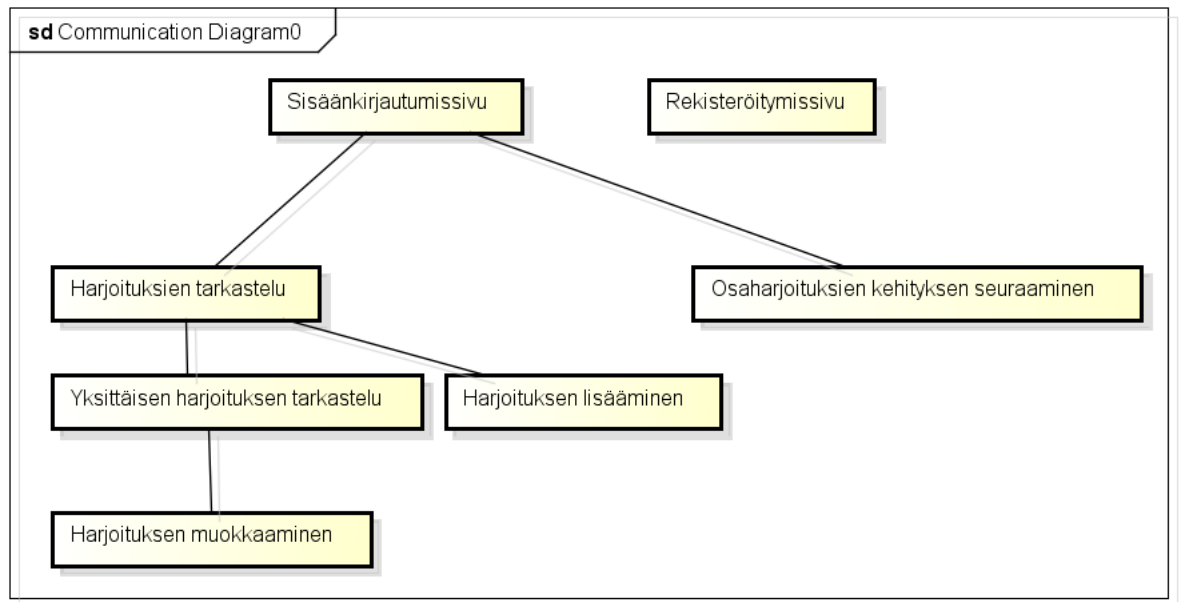 sd Communication Diagram0
Sisäänkirjautumissivu
Rekisteröitymissivu
Harjoituksien tarkastelu
Osaharjoituksien kehityksen seuraaminen
Yksittäisen harjoituksen tarkastelu
Harjoituksen lisääminen
Harjoituksen muokkaaminen